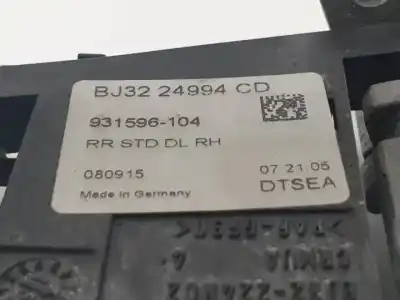 BJ32 24994 CD
931596-104
RR STD DL RH
080915 07 21 05
Made in Germany DTSEA